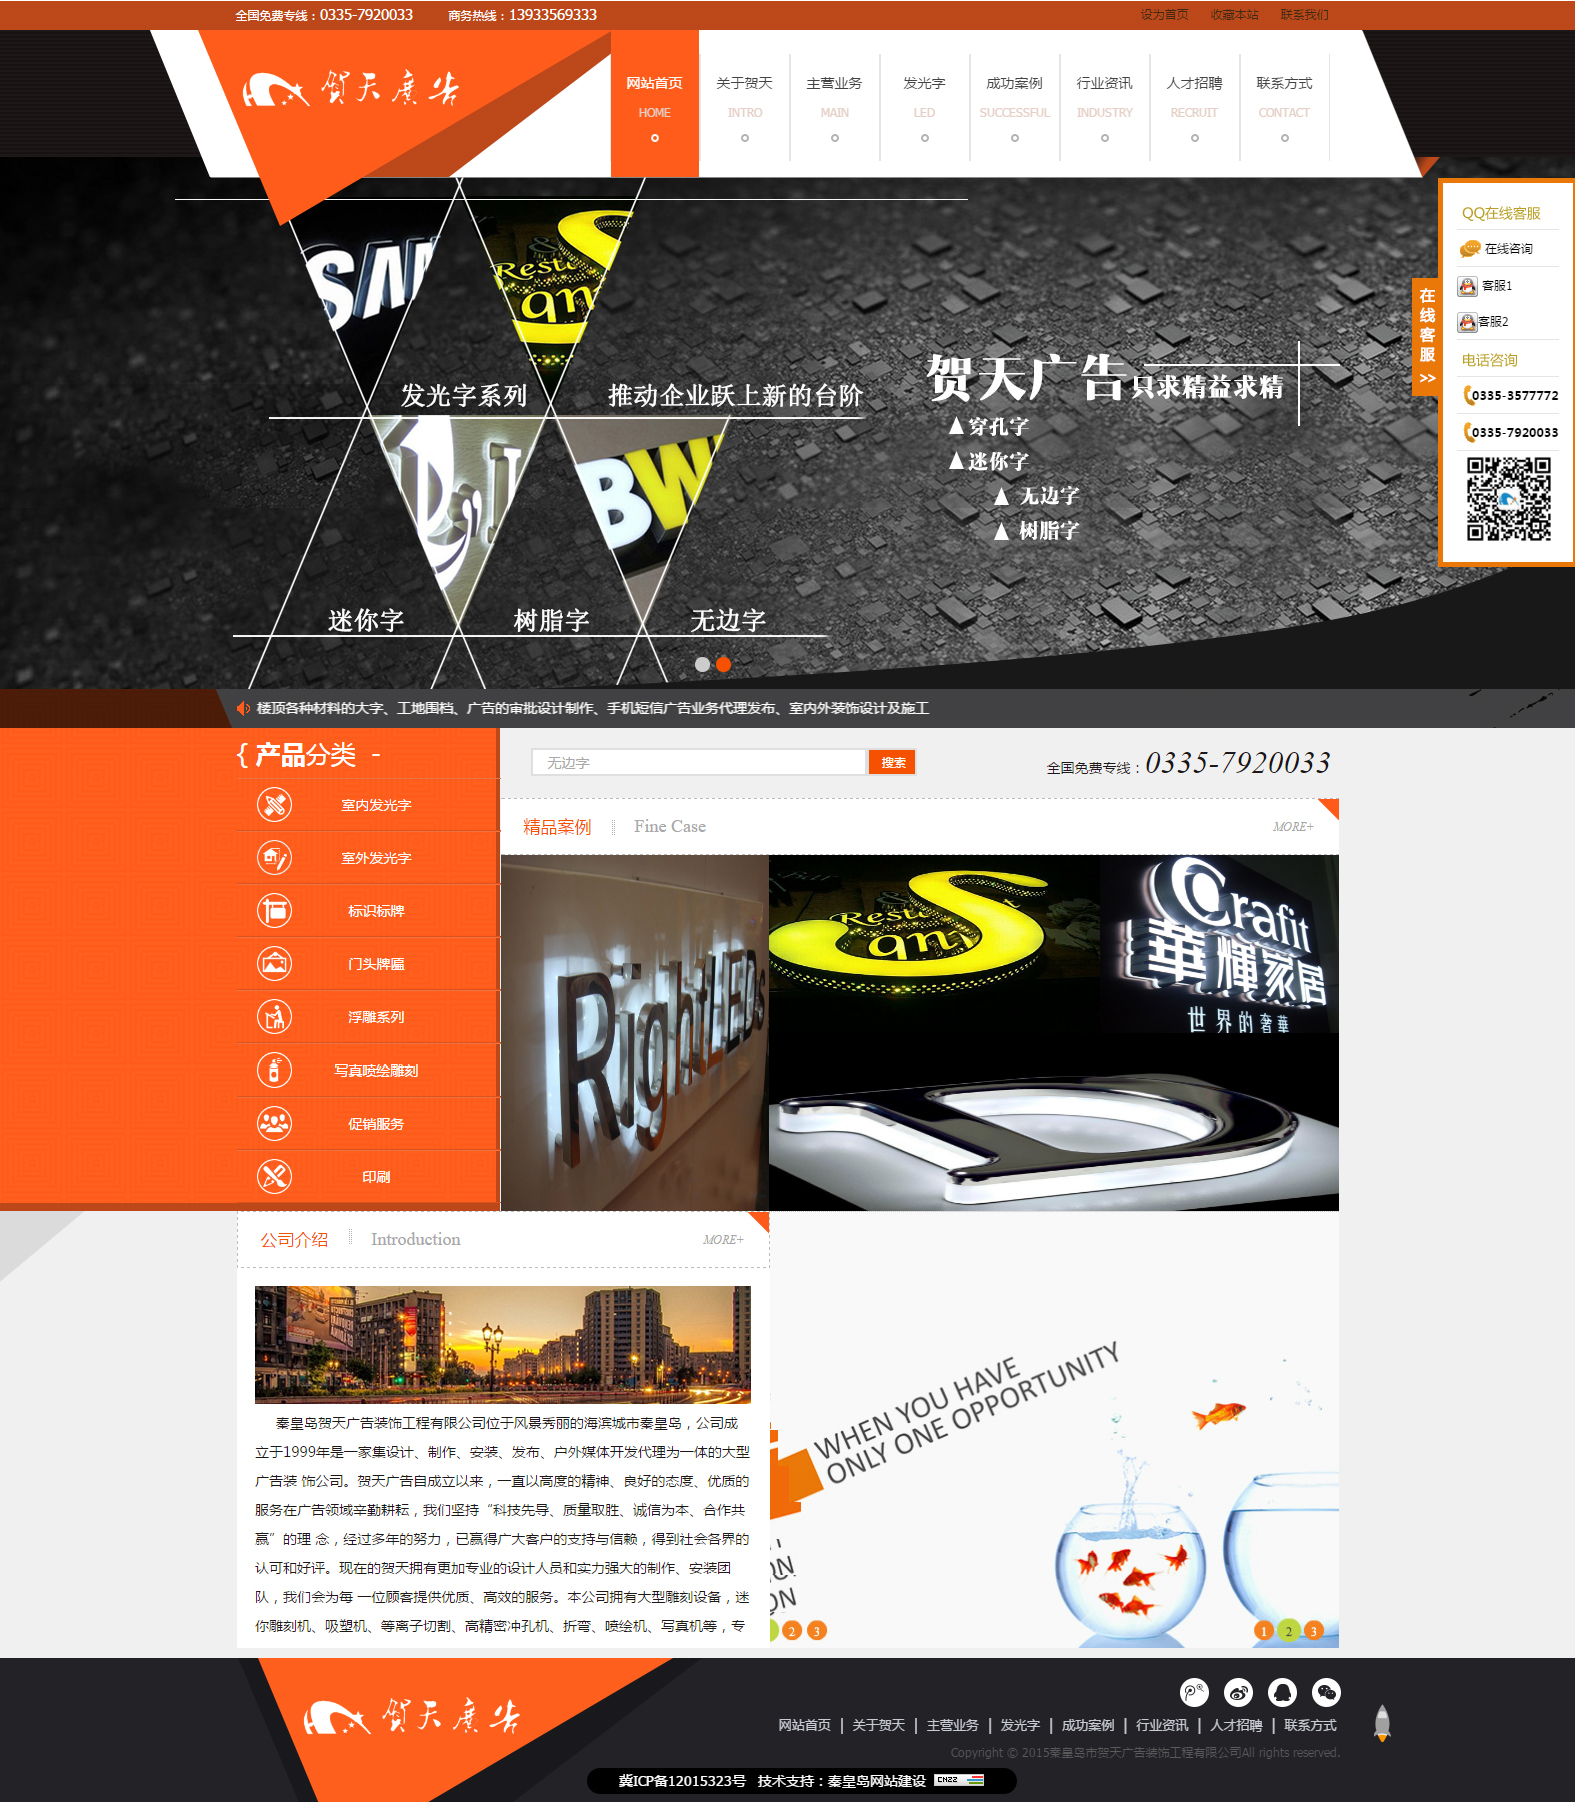 全国免费专线：0335-7920033 商务热线：13933569333
设为首页 收藏本站 联系我们
贺天廣告
网站首页 关于贺天 主营业务 发光字 成功案例 行业资讯 人才招聘 联系方式
HOME INTRO MAIN LED SUCCESSFUL INDUSTRY RECRUIT CONTACT
QQ在线客服
在线咨询
客服1
客服2
电话咨询
0335-3577772
0335-7920033
在线客服
>>
Resta
qn
发光字系列 推动企业跃上新的台阶
贺天广告只求精益求精
▲穿孔字
▲迷你字
▲ 无边字
▲ 树脂字
BW
迷你字 树脂字 无边字
楼顶各种材料的大字、工地围档、广告的审批设计制作、手机短信广告业务代理发布、室内外装饰设计及施工
{ 产品分类 -
室内发光字
室外发光字
标识标牌
门头牌匾
浮雕系列
写真喷绘雕刻
促销服务
印刷
无边字 搜索
全国免费专线：0335-7920033
精品案例 Fine Case MORE+
RightLEDs
Resta
qn
Crafit
華輝家居
世界的奢華
公司介绍 Introduction MORE+
秦皇岛贺天广告装饰工程有限公司位于风景秀丽的海滨城市秦皇岛，公司成
立于1999年是一家集设计、制作、安装、发布、户外媒体开发代理为一体的大型
广告装 饰公司。贺天广告自成立以来，一直以高度的精神、良好的态度、优质的
服务在广告领域辛勤耕耘，我们坚持“科技先导、质量取胜、诚信为本、合作共
赢”的理 念，经过多年的努力，已赢得广大客户的支持与信赖，得到社会各界的
认可和好评。现在的贺天拥有更加专业的设计人员和实力强大的制作、安装团
队，我们会为每 一位顾客提供优质、高效的服务。本公司拥有大型雕刻设备，迷
你雕刻机、吸塑机、等离子切割、高精密冲孔机、折弯、喷绘机、写真机等，专
WHEN YOU HAVE
ONLY ONE OPPORTUNITY
ON
ON
2 3
1 2 3
贺天廣告
网站首页 | 关于贺天 | 主营业务 | 发光字 | 成功案例 | 行业资讯 | 人才招聘 | 联系方式
Copyright © 2015秦皇岛市贺天广告装饰工程有限公司All rights reserved.
冀ICP备12015323号 技术支持：秦皇岛网站建设 CNZZ